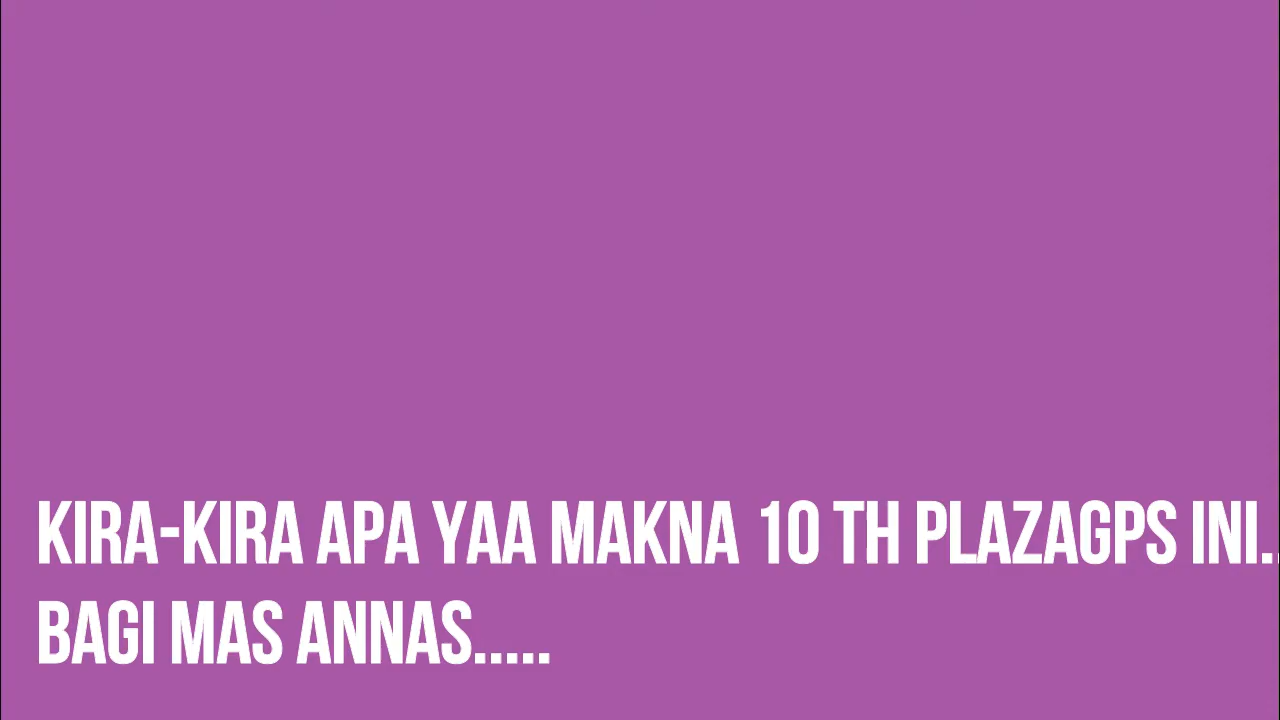 KIRA-KIRA APA YAA MAKNA 10 TH PLAZAGPS INI..
BAGI MAS ANNAS.....